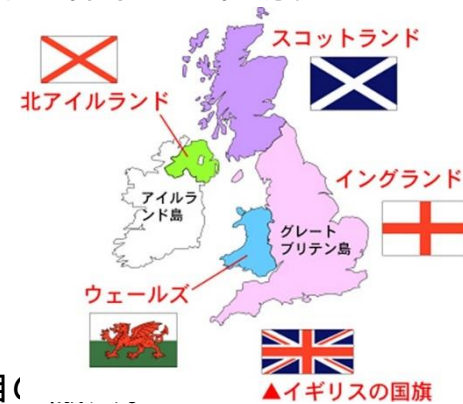 スコットランド
北アイルランド
イングランド
アイルラ
ンド島
グレート
ブリテン島
ウェールズ
▲イギリスの国旗